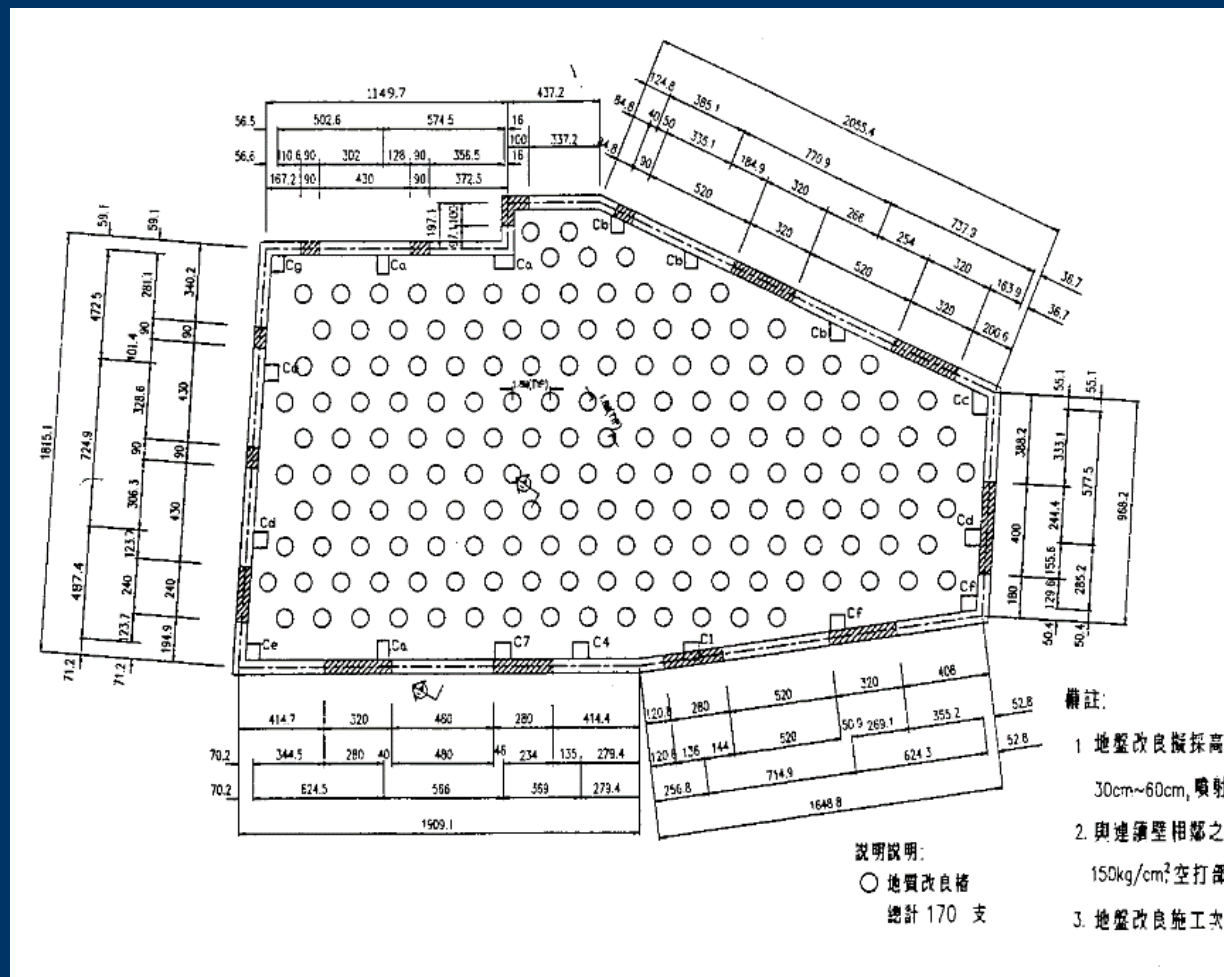 1149.7 437.2
56.5 502.6 574.5 16
100 337.2
56.6 110.6 90 302 128 90 356.5 16
167.2 90 430 90 372.5
197.1 100
124.8 385.1 2055.4
84.8 40 50 335.1 770.9
90 184.9 320 737.9
520 266 254 36.7
320 520 320 163.9 36.7
320 200.6
59.1 59.1
1815.1 472.5 281.1 340.2
90 90
101.4
724.9 328.6 430
90 90
306.3 430
123.7
487.4 240 240
123.7 194.9
71.2 71.2
Cg Ca Ca Cb
Cb
Cb
Cc
Cd
Cd
Cf
Ce Ca C7 C4 C1 Cf
55.1 55.1
388.2 333.1 577.5 968.2
400 244.4
155.6
180 129.6 285.2
50.4 50.4
414.7 320 460 280 414.4
70.2 344.5 280 40 480 46 234 135 279.4
70.2 624.5 566 369 279.4
1909.1
120.8 280 520 320 408
120.8 136 144 520 50.9 269.1 355.2 52.8
256.8 714.9 624.3 52.8
1648.8
說明說明:
○ 地質改良樁
總計 170 支
備註:
1 地盤改良擬採高
30cm~60cm, 噴射
2. 與連續壁相鄰之
150kg/cm², 空打部
3. 地盤改良施工次